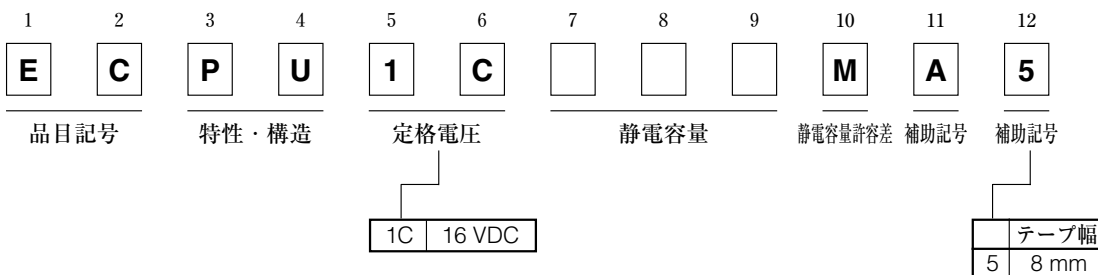 1 2 3 4 5 6 7 8 9 10 11 12
E C P U 1 C M A 5
品目記号 特性・構造 定格電圧 静電容量 静電容量許容差 補助記号 補助記号
1C 16 VDC
テープ幅
5 8 mm